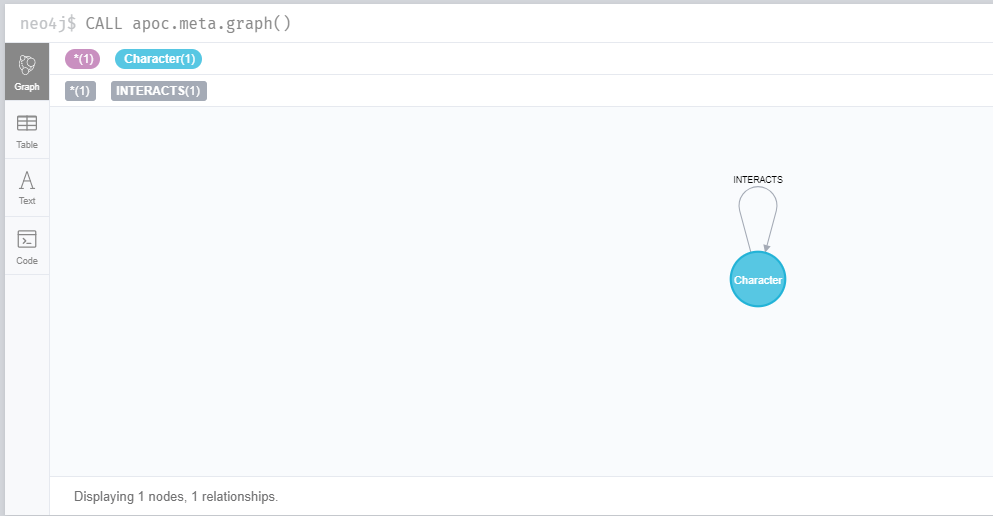 neo4j$ CALL apoc.meta.graph()
*(1) Character(1)
Graph
*(1) INTERACTS(1)
Table
Text
Code
INTERACTS
Character
Displaying 1 nodes, 1 relationships.